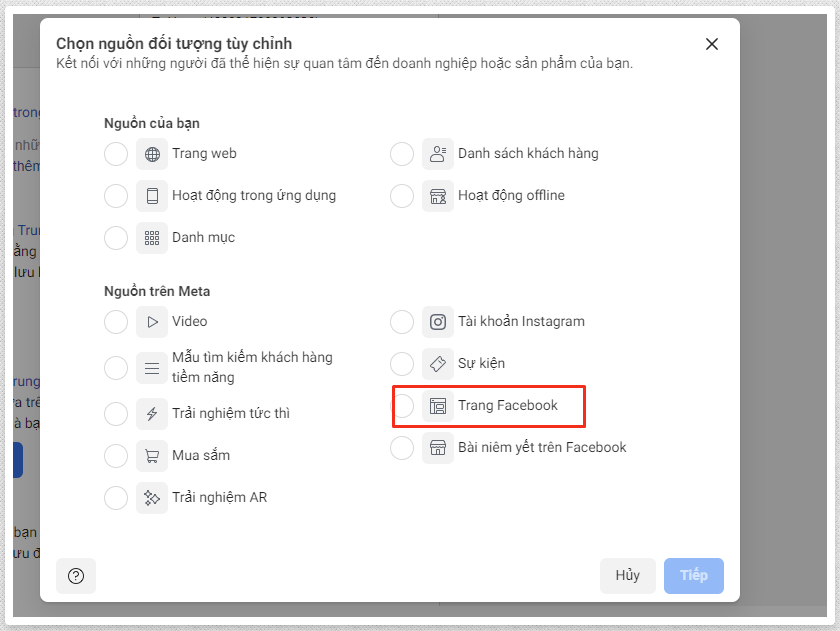 Chọn nguồn đối tượng tùy chỉnh
Kết nối với những người đã thể hiện sự quan tâm đến doanh nghiệp hoặc sản phẩm của bạn.
Nguồn của bạn
Trang web
Danh sách khách hàng
Hoạt động trong ứng dụng
Hoạt động offline
Danh mục
Nguồn trên Meta
Video
Tài khoản Instagram
Mẫu tìm kiếm khách hàng
tiềm năng
Sự kiện
Trải nghiệm tức thì
Trang Facebook
Mua sắm
Bài niêm yết trên Facebook
Trải nghiệm AR
Hủy
Tiếp